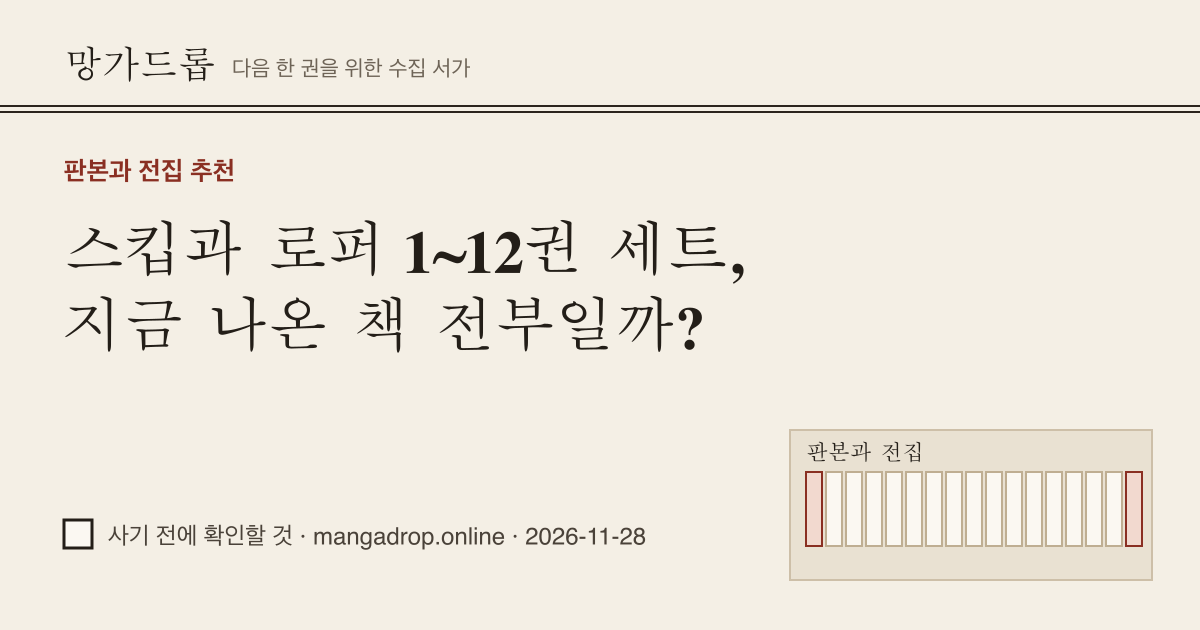 망가드롭 다음 한 권을 위한 수집 서가
판본과 전집 추천
스킵과 로퍼 1~12권 세트,
지금 나온 책 전부일까?
판본과 전집
사기 전에 확인할 것 · mangadrop.online · 2026-11-28